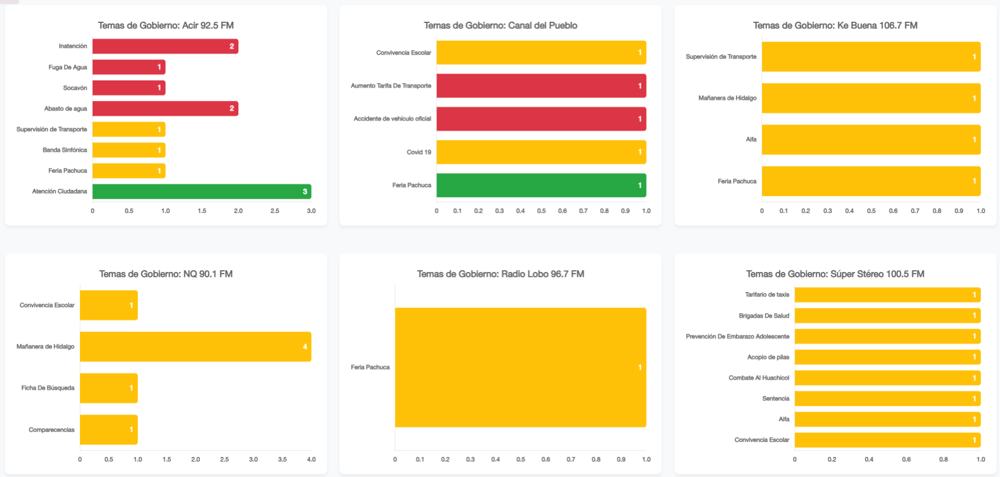 Temas de Gobierno: Acir 92.5 FM
Inatención 2
Fuga De Agua 1
Socavón 1
Abasto de agua 2
Supervisión de Transporte 1
Banda Sinfónica 1
Feria Pachuca 1
Atención Ciudadana 3
0 0.5 1.0 1.5 2.0 2.5 3.0
Temas de Gobierno: Canal del Pueblo
Convivencia Escolar 1
Aumento Tarifa De Transporte 1
Accidente de vehículo oficial 1
Covid 19 1
Feria Pachuca 1
0 0.1 0.2 0.3 0.4 0.5 0.6 0.7 0.8 0.9 1.0
Temas de Gobierno: Ke Buena 106.7 FM
Supervisión de Transporte 1
Mañanera de Hidalgo 1
Aifa 1
Feria Pachuca 1
0 0.1 0.2 0.3 0.4 0.5 0.6 0.7 0.8 0.9 1.0
Temas de Gobierno: NQ 90.1 FM
Convivencia Escolar 1
Mañanera de Hidalgo 4
Ficha De Búsqueda 1
Comparecencias 1
0 0.5 1.0 1.5 2.0 2.5 3.0 3.5 4.0
Temas de Gobierno: Radio Lobo 96.7 FM
Feria Pachuca 1
0 0.1 0.2 0.3 0.4 0.5 0.6 0.7 0.8 0.9 1.0
Temas de Gobierno: Súper Stéreo 100.5 FM
Tarifario de taxis 1
Brigadas De Salud 1
Prevención De Embarazo Adolescente 1
Acopio de pilas 1
Combate Al Huachicol 1
Sentencia 1
Aifa 1
Convivencia Escolar 1
0 0.2 0.4 0.6 0.8 1.0